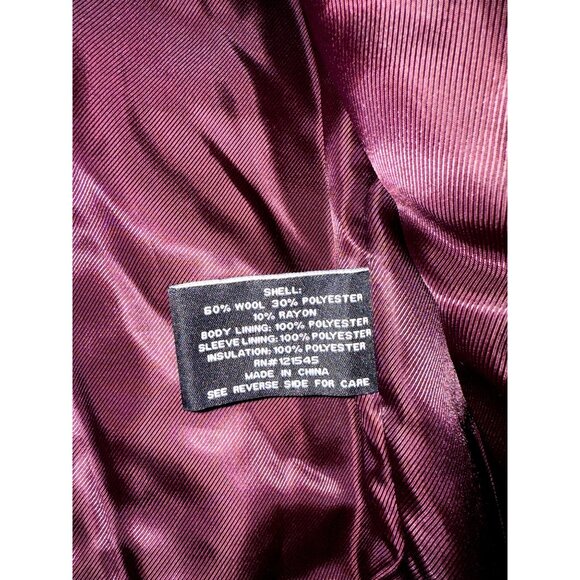 SHELL:
60% WOOL 30% POLYESTER
10% RAYON
BODY LINING: 100% POLYESTER
SLEEVE LINING: 100% POLYESTER
INSULATION: 100% POLYESTER
RN#121545
MADE IN CHINA
SEE REVERSE SIDE FOR CARE